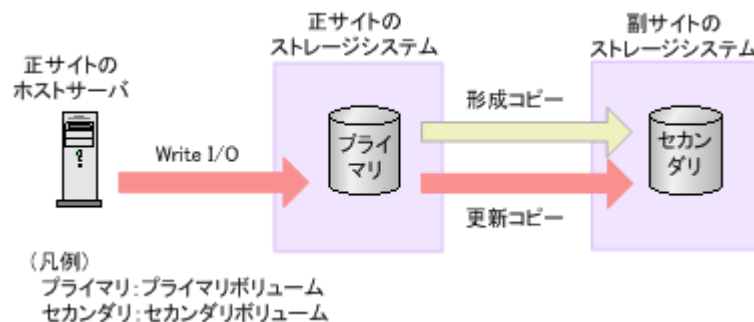 正サイトの
ホストサーバ
Write I/O
正サイトの
ストレージシステム
プライ
マリ
形成コピー
更新コピー
副サイトの
ストレージシステム
セカン
ダリ
(凡例)
プライマリ:プライマリボリューム
セカンダリ:セカンダリボリューム